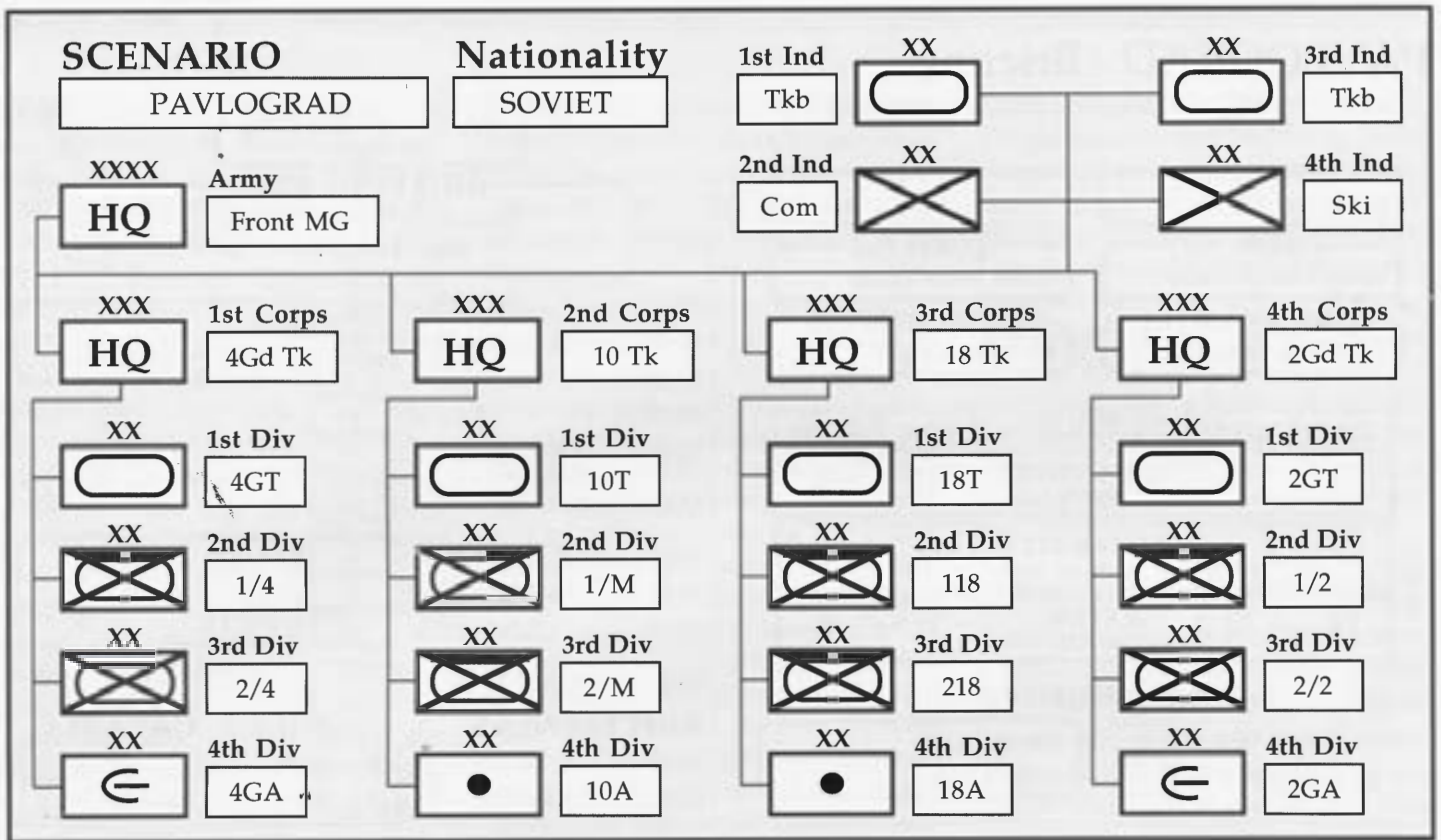 SCENARIO
PAVLOGRAD
Nationality
SOVIET
1st Ind
Tkb
XX
XX
3rd Ind
Tkb
2nd Ind
Com
XX
XX
4th Ind
Ski
XXXX
HQ
Army
Front MG
XXX
HQ
1st Corps
4Gd Tk
XXX
HQ
2nd Corps
10 Tk
XXX
HQ
3rd Corps
18 Tk
XXX
HQ
4th Corps
2Gd Tk
XX
1st Div
4GT
XX
1st Div
10T
XX
1st Div
18T
XX
1st Div
2GT
XX
2nd Div
1/4
XX
2nd Div
1/M
XX
2nd Div
118
XX
2nd Div
1/2
XX
3rd Div
2/4
XX
3rd Div
2/M
XX
3rd Div
218
XX
3rd Div
2/2
XX
4th Div
4GA
XX
4th Div
10A
XX
4th Div
18A
XX
4th Div
2GA